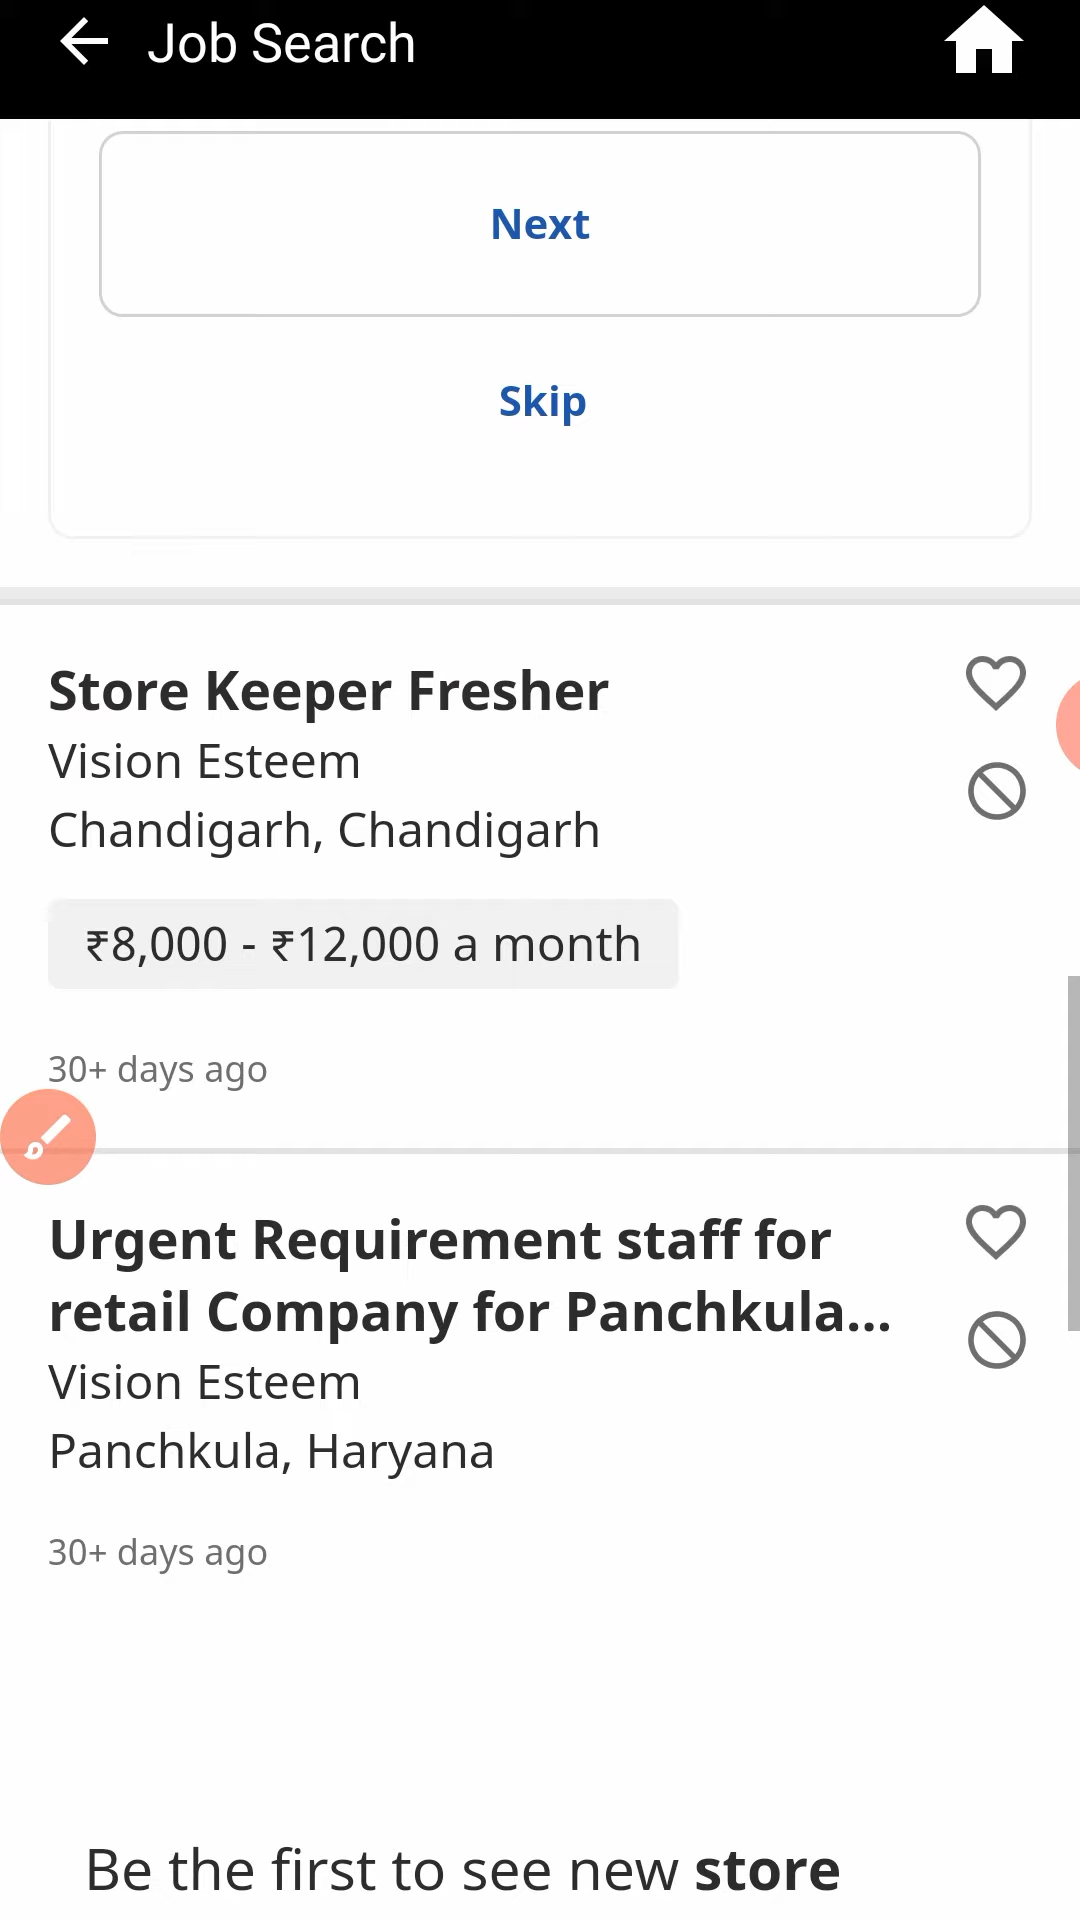 Job Search
Next
Skip
Store Keeper Fresher
Vision Esteem
Chandigarh, Chandigarh
₹8,000 - ₹12,000 a month
30+ days ago
Urgent Requirement staff for
retail Company for Panchkula...
Vision Esteem
Panchkula, Haryana
30+ days ago
Be the first to see new store